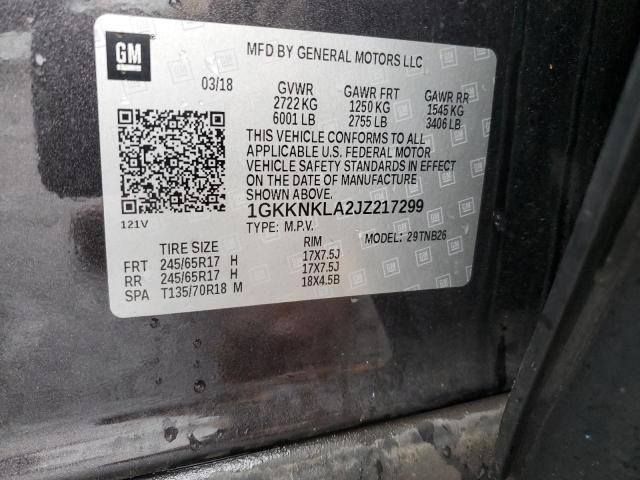 GM
MFD BY GENERAL MOTORS LLC
03/18 GVWR GAWR FRT GAWR RR
2722 KG 1250 KG 1545 KG
6001 LB 2755 LB 3406 LB
THIS VEHICLE CONFORMS TO ALL
APPLICABLE U.S. FEDERAL MOTOR
VEHICLE SAFETY STANDARDS IN EFFECT
ON THE DATE OF MANUFACTURE
SHOWN ABOVE.
1GKKNKLA2JZ217299
121V
TYPE: M.P.V. MODEL: 29TNB26
TIRE SIZE RIM
FRT 245/65R17 H 17X7.5J
RR 245/65R17 H 17X7.5J
SPA T135/70R18 M 18X4.5B